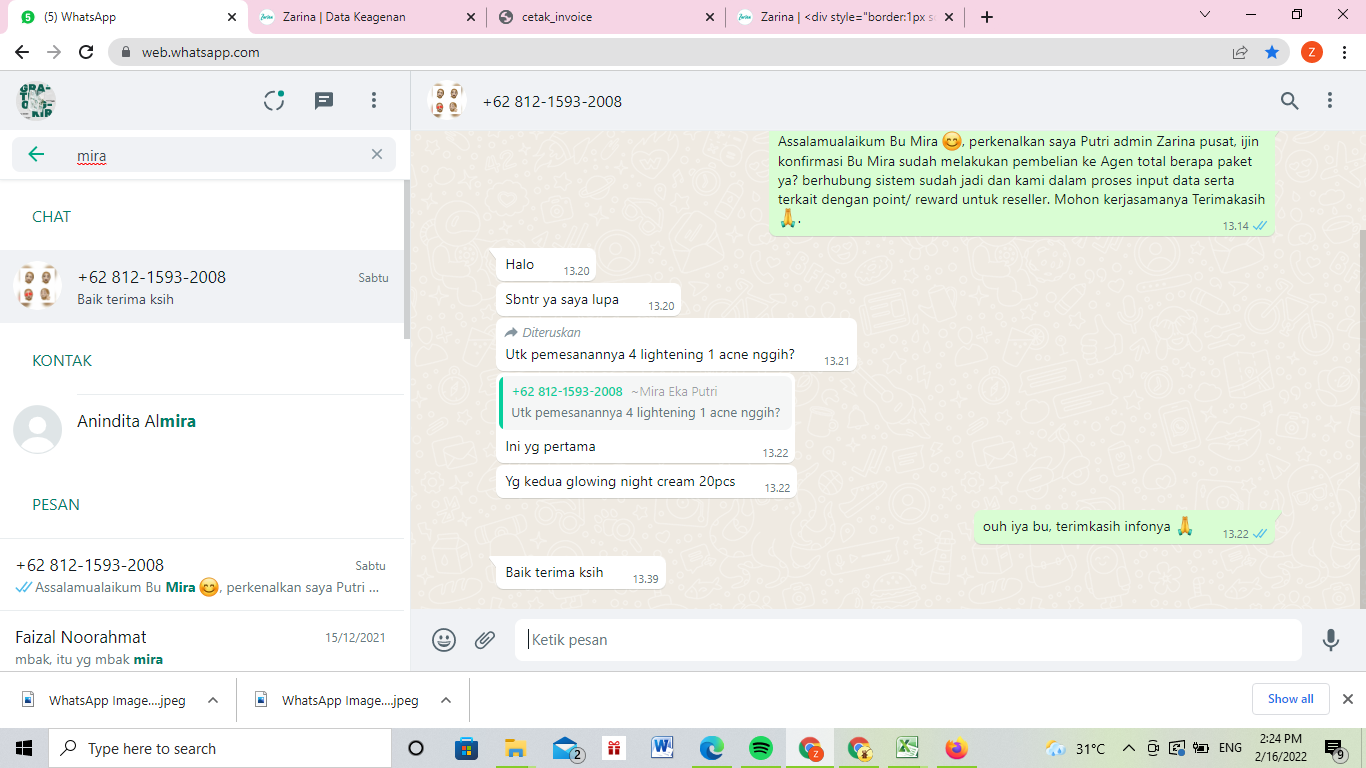 (5) WhatsApp
Zarina | Data Keagenan
cetak_invoice
Zarina | <div style="border:1px s
web.whatsapp.com
Z
mira
CHAT
+62 812-1593-2008
Sabtu
Baik terima ksih
KONTAK
Anindita Almira
PESAN
+62 812-1593-2008
Sabtu
Assalamualaikum Bu Mira 😊, perkenalkan saya Putri ...
Faizal Noorahmat
15/12/2021
mbak, itu yg mbak mira
+62 812-1593-2008
Assalamualaikum Bu Mira 😊, perkenalkan saya Putri admin Zarina pusat, ijin
konfirmasi Bu Mira sudah melakukan pembelian ke Agen total berapa paket
ya? berhubung sistem sudah jadi dan kami dalam proses input data serta
terkait dengan point/ reward untuk reseller. Mohon kerjasamanya Terimakasih
🙏.
13.14
Halo
13.20
Sbntr ya saya lupa
13.20
Diteruskan
Utk pemesanannya 4 lightening 1 acne nggih?
13.21
+62 812-1593-2008 ~Mira Eka Putri
Utk pemesanannya 4 lightening 1 acne nggih?
Ini yg pertama
13.22
Yg kedua glowing night cream 20pcs
13.22
ouh iya bu, terimkasih infonya 🙏
13.22
Baik terima ksih
13.39
Ketik pesan
WhatsApp Image....jpeg
WhatsApp Image....jpeg
Show all
Type here to search
2
Z
31°C
ENG
2:24 PM
2/16/2022
9